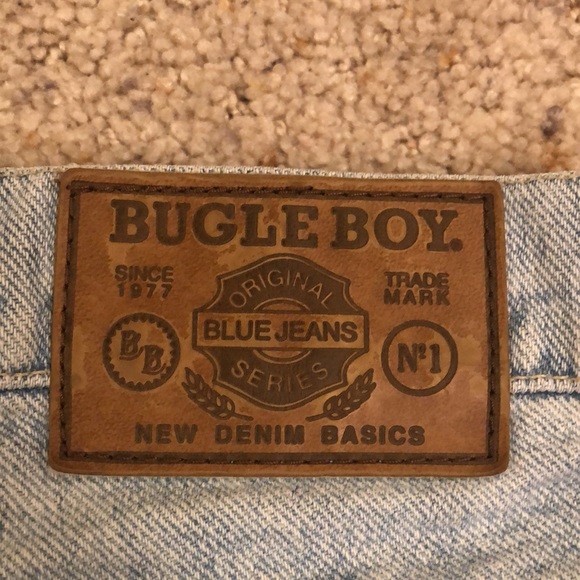 BUGLE BOY.
SINCE
1977
ORIGINAL
BLUE JEANS
SERIES
TRADE
MARK
BB
Nº1
NEW DENIM BASICS